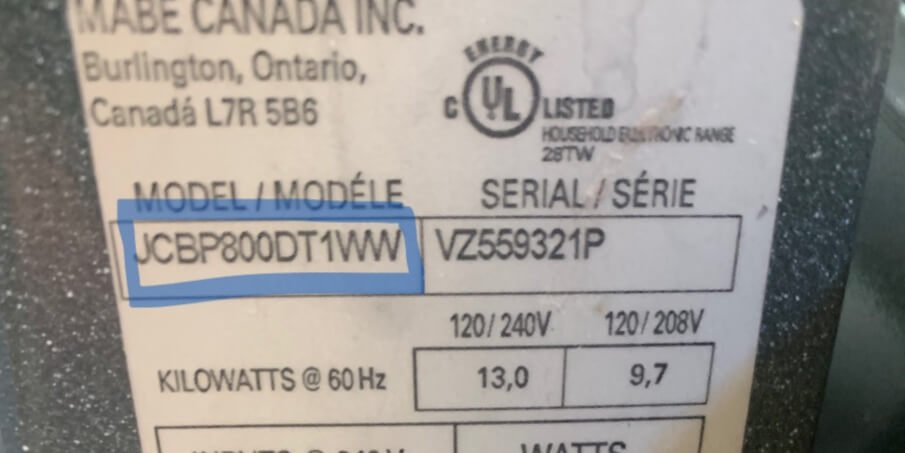 MABE CANADA INC.
Burlington, Ontario,
Canadá L7R 5B6
ENERGY
C UL LISTED
HOUSEHOLD ELECTRONIC RANGE
28TW
MODEL / MODÉLE SERIAL / SÉRIE
JCBP800DT1WW VZ559321P
120/240V 120/208V
KILOWATTS @ 60 Hz 13,0 9,7
WATTS